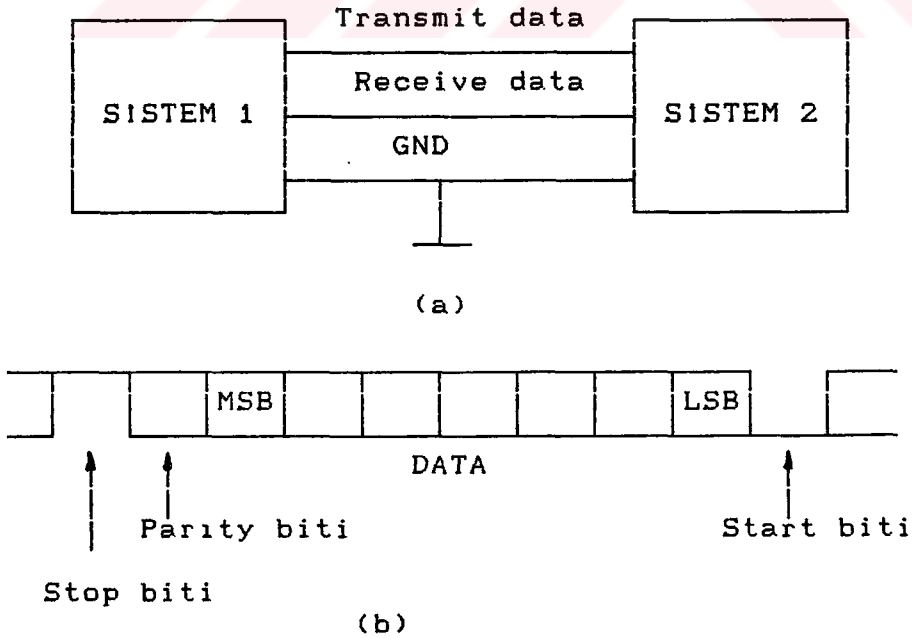 Transmit data
SISTEM 1
Receive data
SISTEM 2
GND
(a)
MSB
LSB
DATA
Parıty biti
Start biti
Stop biti
(b)